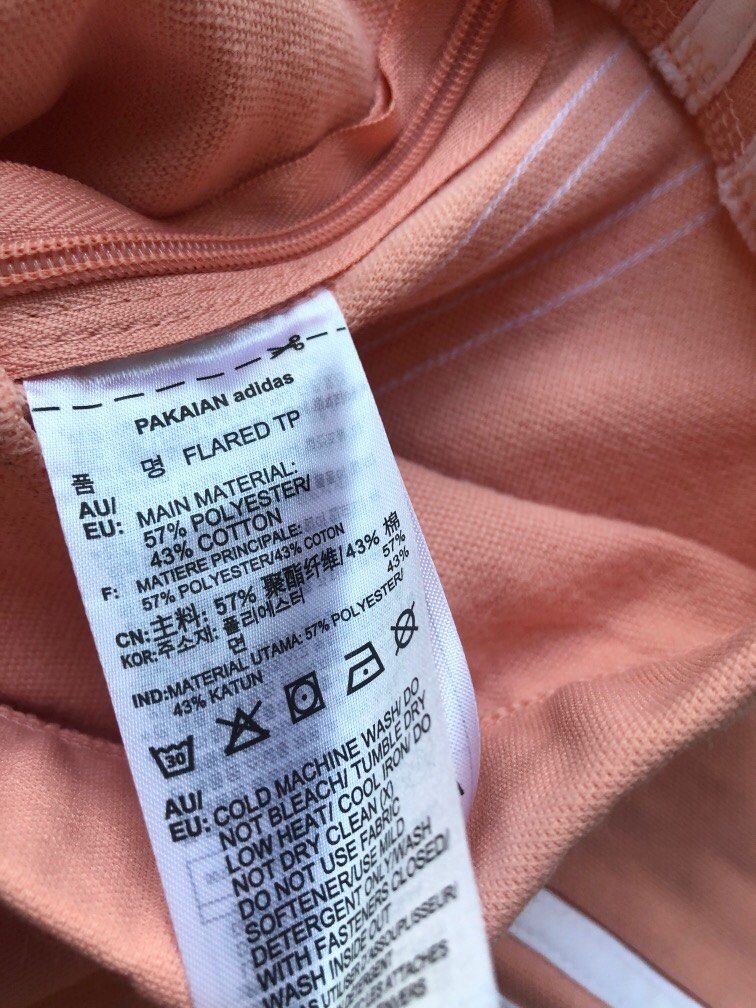 PAKAIAN adidas
품 명 FLARED TP
AU/ MAIN MATERIAL:
EU: 57% POLYESTER/
43% COTTON
F: MATIERE PRINCIPALE:
57% POLYESTER/43% COTON
CN: 主料: 57% 聚酯纤维/43% 棉
KOR: 주소재: 폴리에스터 57%
면 43%
IND: MATERIAL UTAMA: 57% POLYESTER/
43% KATUN
30
AU/ COLD MACHINE WASH/ DO
EU: NOT BLEACH/ TUMBLE DRY
LOW HEAT/ COOL IRON/ DO
NOT DRY CLEAN (X)
DO NOT USE FABRIC
SOFTENER/USE MILD
DETERGENT ONLY/WASH
WITH FASTENERS CLOSED/
WASH INSIDE OUT
UTILISER D'ASSOUPLISSEUR/
ATTACHES